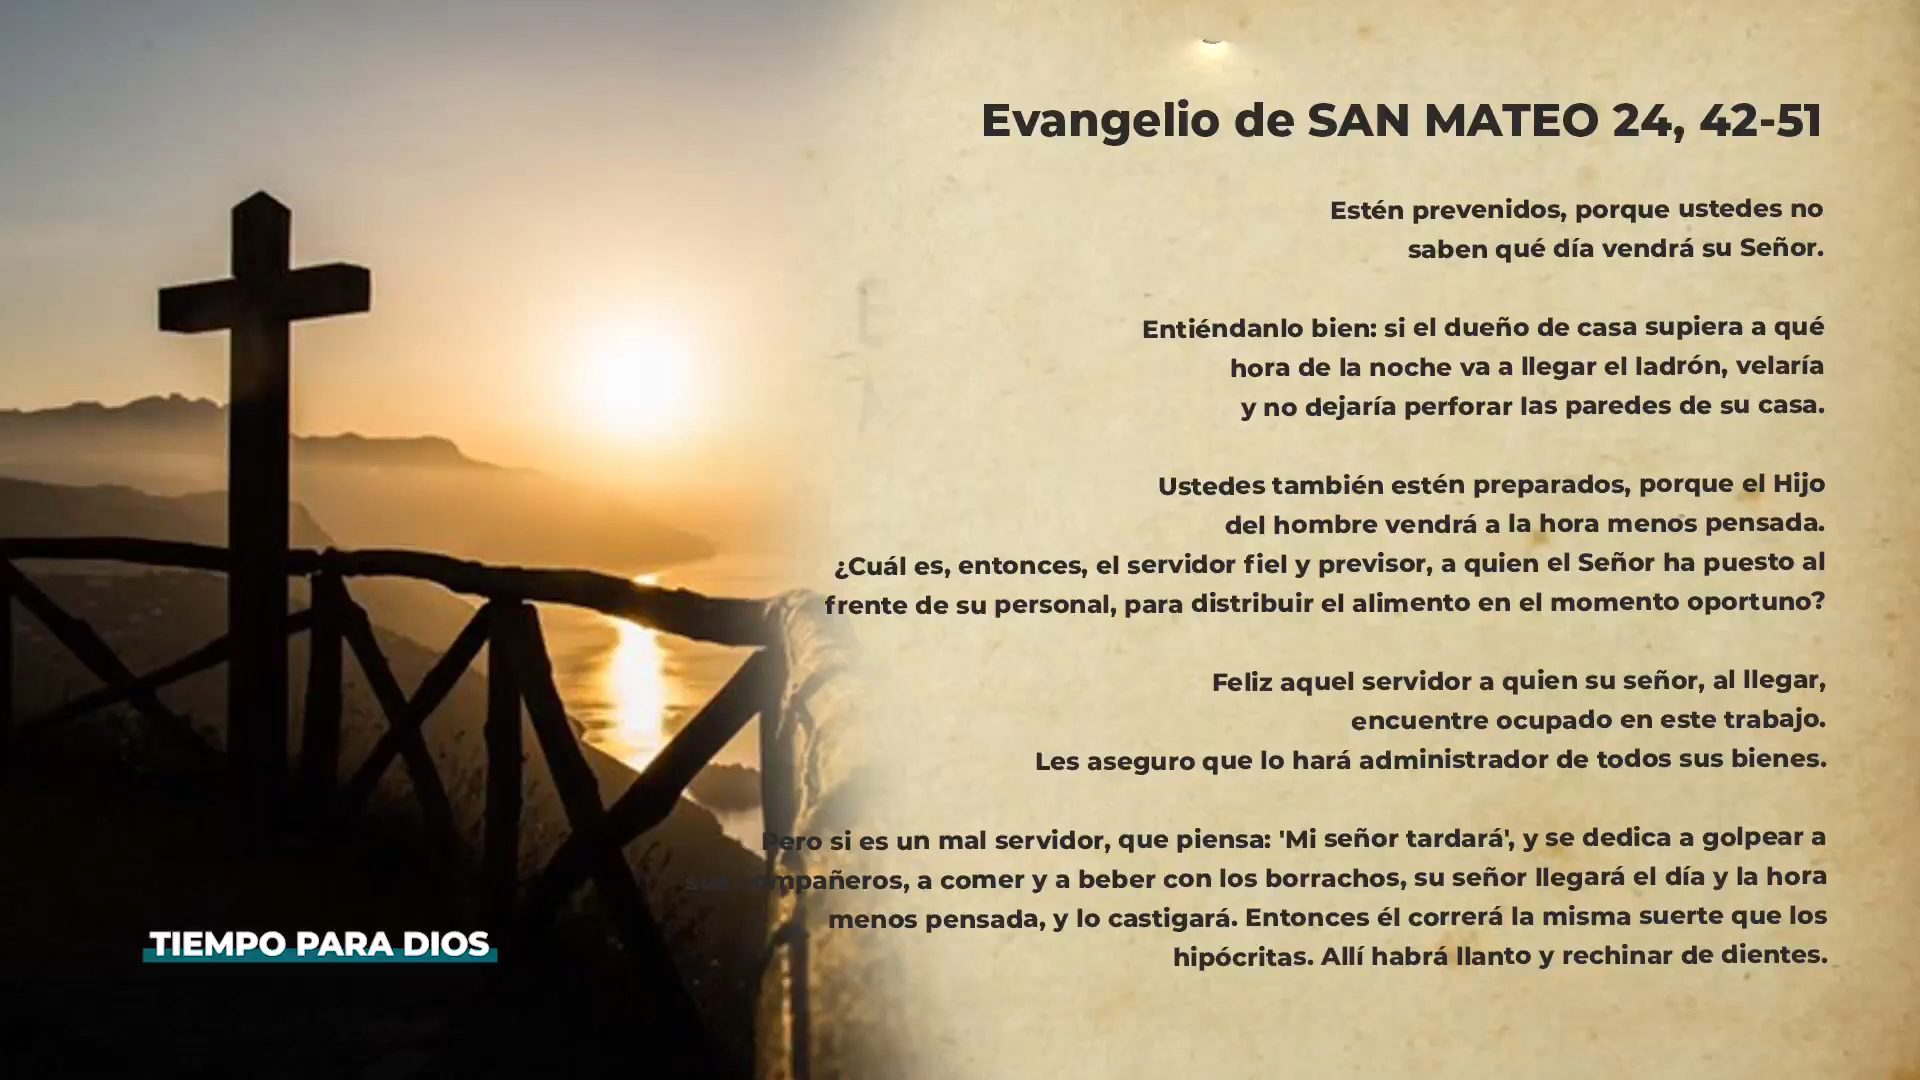 Evangelio de SAN MATEO 24, 42-51
Estén prevenidos, porque ustedes no
saben qué día vendrá su Señor.
Entiéndanlo bien: si el dueño de casa supiera a qué
hora de la noche va a llegar el ladrón, velaría
y no dejaría perforar las paredes de su casa.
Ustedes también estén preparados, porque el Hijo
del hombre vendrá a la hora menos pensada.
¿Cuál es, entonces, el servidor fiel y previsor, a quien el Señor ha puesto al
frente de su personal, para distribuir el alimento en el momento oportuno?
Feliz aquel servidor a quien su señor, al llegar,
encuentre ocupado en este trabajo.
Les aseguro que lo hará administrador de todos sus bienes.
Pero si es un mal servidor, que piensa: 'Mi señor tardará', y se dedica a golpear a
sus compañeros, a comer y a beber con los borrachos, su señor llegará el día y la hora
menos pensada, y lo castigará. Entonces él correrá la misma suerte que los
hipócritas. Allí habrá llanto y rechinar de dientes.
TIEMPO PARA DIOS